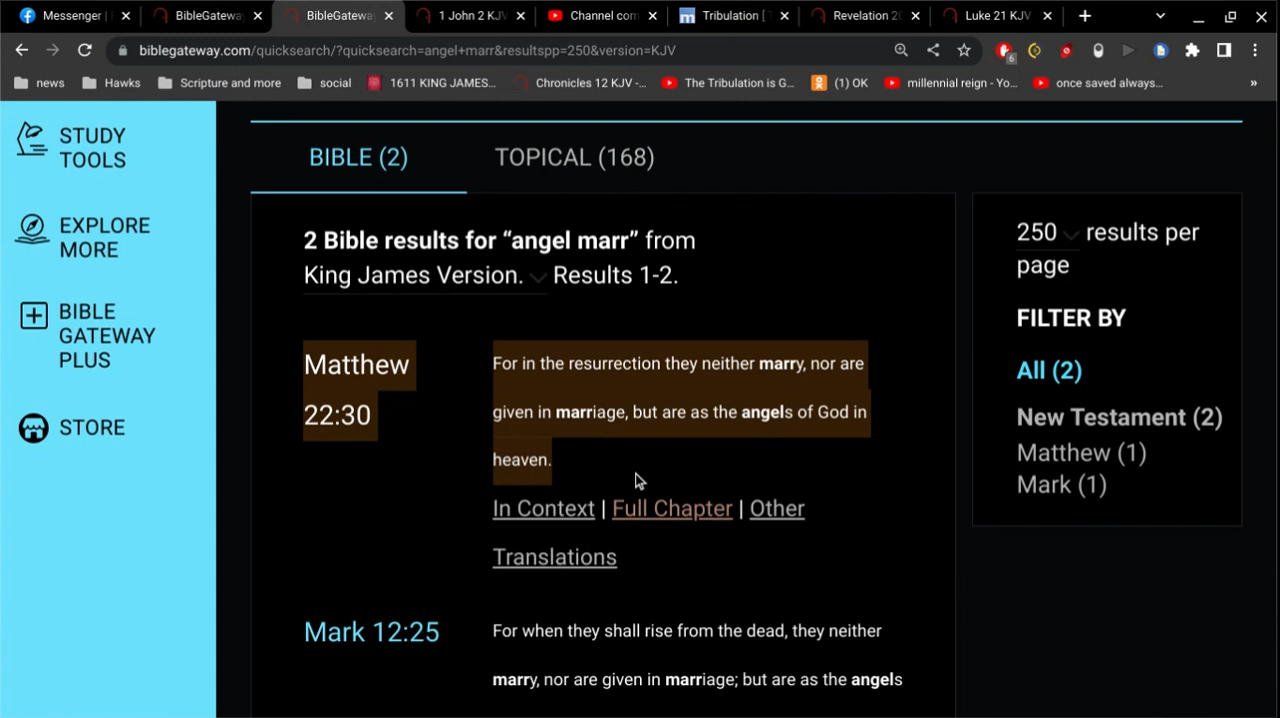 Messenger |
BibleGateway
BibleGateway
1 John 2 KJV
Channel com
Tribulation [
Revelation 20
Luke 21 KJV
biblegateway.com/quicksearch/?quicksearch=angel+marr&resultspp=250&version=KJV
6
news
Hawks
Scripture and more
social
1611 KING JAMES...
Chronicles 12 KJV -...
The Tribulation is G...
(1) OK
millennial reign - Yo...
once saved always...
»
STUDY
TOOLS
EXPLORE
MORE
BIBLE
GATEWAY
PLUS
STORE
BIBLE (2)
TOPICAL (168)
2 Bible results for “angel marr” from
King James Version. Results 1-2.
Matthew
22:30
For in the resurrection they neither marry, nor are
given in marriage, but are as the angels of God in
heaven.
In Context | Full Chapter | Other
Translations
Mark 12:25
For when they shall rise from the dead, they neither
marry, nor are given in marriage; but are as the angels
250 results per
page
FILTER BY
All (2)
New Testament (2)
Matthew (1)
Mark (1)